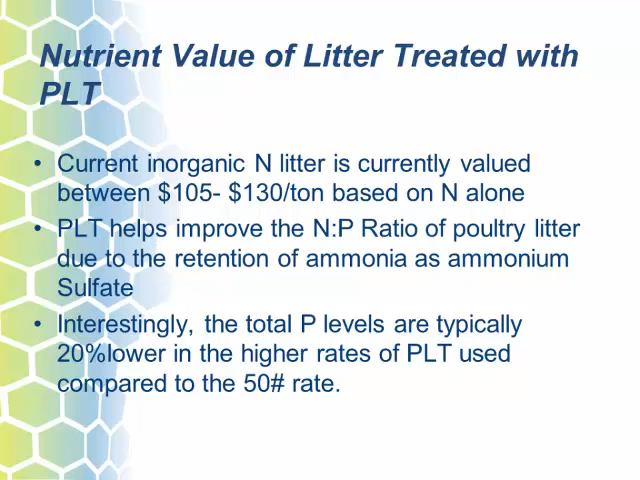 Nutrient Value of Litter Treated with
PLT
• Current inorganic N litter is currently valued
between $105- $130/ton based on N alone
• PLT helps improve the N:P Ratio of poultry litter
due to the retention of ammonia as ammonium
Sulfate
• Interestingly, the total P levels are typically
20%lower in the higher rates of PLT used
compared to the 50# rate.